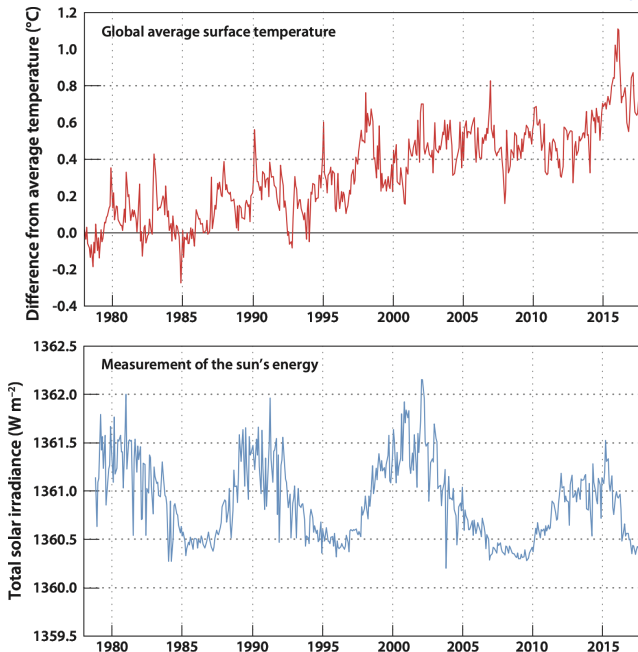 Global average surface temperature
Difference from average temperature (°C)
1.2
1.0
0.8
0.6
0.4
0.2
0.0
-0.2
-0.4
1980 1985 1990 1995 2000 2005 2010 2015
Measurement of the sun's energy
Total solar irradiance (W m–2)
1362.5
1362.0
1361.5
1361.0
1360.5
1360.0
1359.5
1980 1985 1990 1995 2000 2005 2010 2015